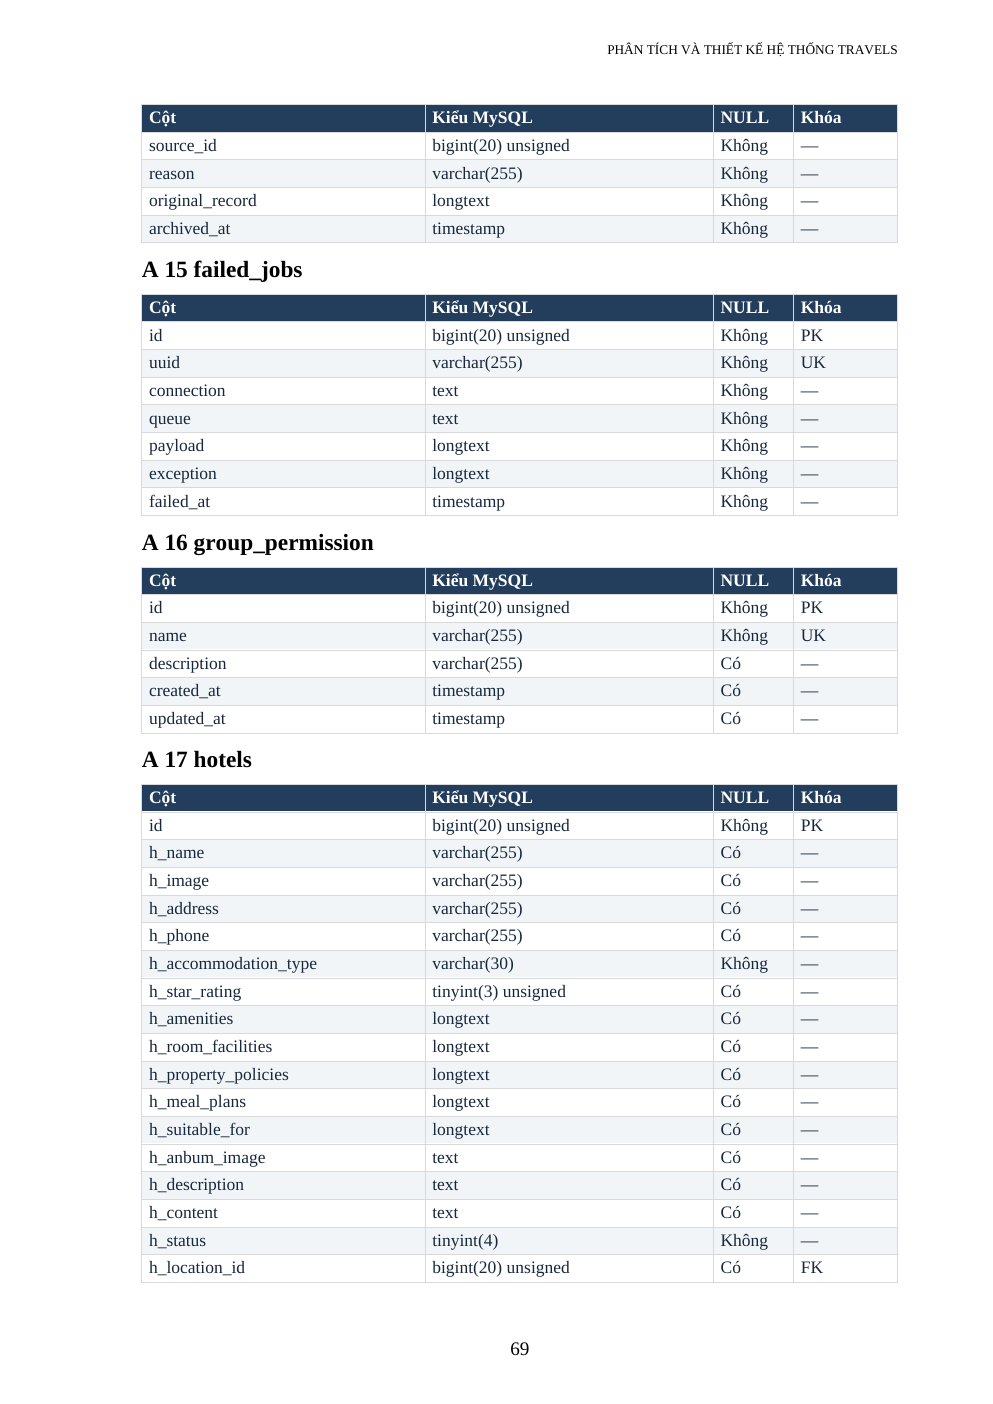 PHÂN TÍCH VÀ THIẾT KẾ HỆ THỐNG TRAVELS
Cột Kiểu MySQL NULL Khóa
source_id bigint(20) unsigned Không —
reason varchar(255) Không —
original_record longtext Không —
archived_at timestamp Không —
A 15 failed_jobs
Cột Kiểu MySQL NULL Khóa
id bigint(20) unsigned Không PK
uuid varchar(255) Không UK
connection text Không —
queue text Không —
payload longtext Không —
exception longtext Không —
failed_at timestamp Không —
A 16 group_permission
Cột Kiểu MySQL NULL Khóa
id bigint(20) unsigned Không PK
name varchar(255) Không UK
description varchar(255) Có —
created_at timestamp Có —
updated_at timestamp Có —
A 17 hotels
Cột Kiểu MySQL NULL Khóa
id bigint(20) unsigned Không PK
h_name varchar(255) Có —
h_image varchar(255) Có —
h_address varchar(255) Có —
h_phone varchar(255) Có —
h_accommodation_type varchar(30) Không —
h_star_rating tinyint(3) unsigned Có —
h_amenities longtext Có —
h_room_facilities longtext Có —
h_property_policies longtext Có —
h_meal_plans longtext Có —
h_suitable_for longtext Có —
h_anbum_image text Có —
h_description text Có —
h_content text Có —
h_status tinyint(4) Không —
h_location_id bigint(20) unsigned Có FK
69